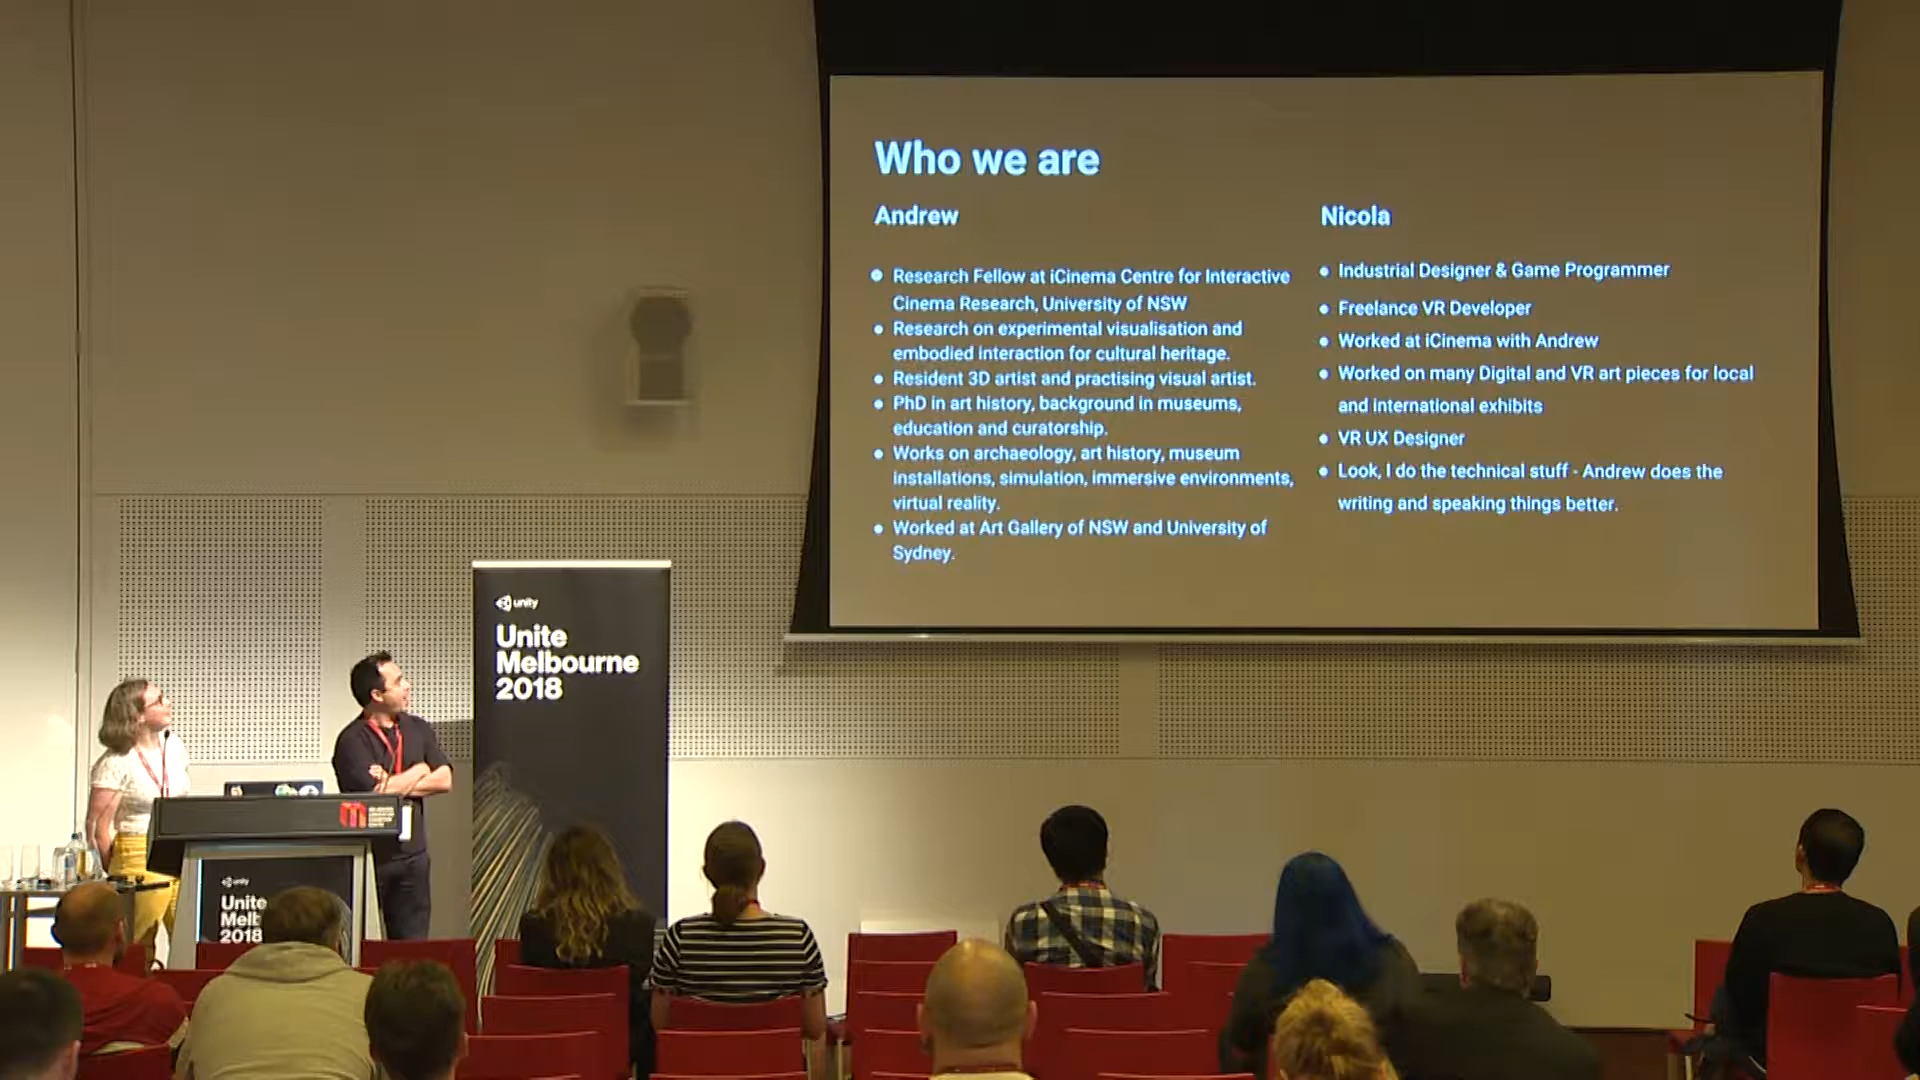 Who we are
Andrew
Research Fellow at iCinema Centre for Interactive
Cinema Research, University of NSW
Research on experimental visualisation and
embodied interaction for cultural heritage.
Resident 3D artist and practising visual artist.
PhD in art history, background in museums,
education and curatorship.
Works on archaeology, art history, museum
installations, simulation, immersive environments,
virtual reality.
Worked at Art Gallery of NSW and University of
Sydney.
Nicola
Industrial Designer & Game Programmer
Freelance VR Developer
Worked at iCinema with Andrew
Worked on many Digital and VR art pieces for local
and international exhibits
VR UX Designer
Look, I do the technical stuff - Andrew does the
writing and speaking things better.
unity
Unite
Melbourne
2018
unity
Unite
Melb
2018